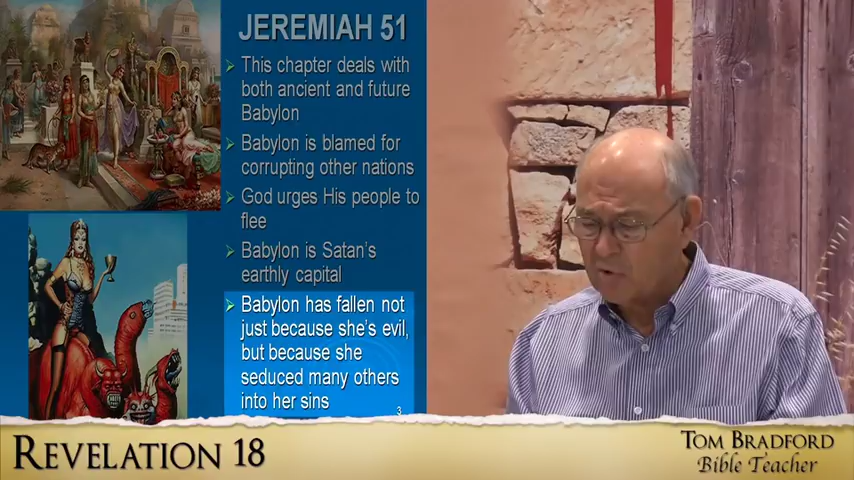 JEREMIAH 51
➢ This chapter deals with
both ancient and future
Babylon
➢ Babylon is blamed for
corrupting other nations
➢ God urges His people to
flee
➢ Babylon is Satan's
earthly capital
➢ Babylon has fallen not
just because she's evil,
but because she
seduced many others
into her sins
3
REVELATION 18
TOM BRADFORD
Bible Teacher